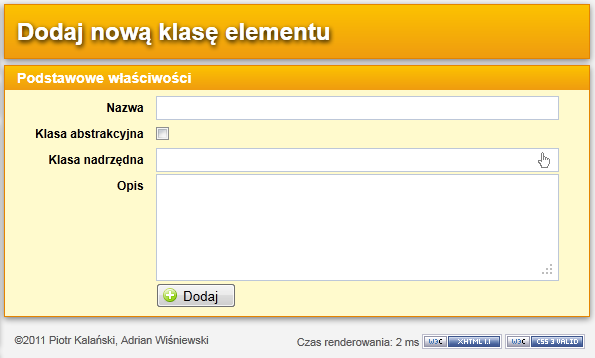 Dodaj nową klasę elementu
Podstawowe właściwości
Nazwa
Klasa abstrakcyjna
Klasa nadrzędna
Opis
Dodaj
©2011 Piotr Kalański, Adrian Wiśniewski
Czas renderowania: 2 ms W3C XHTML 1.1 W3C CSS 3 VALID